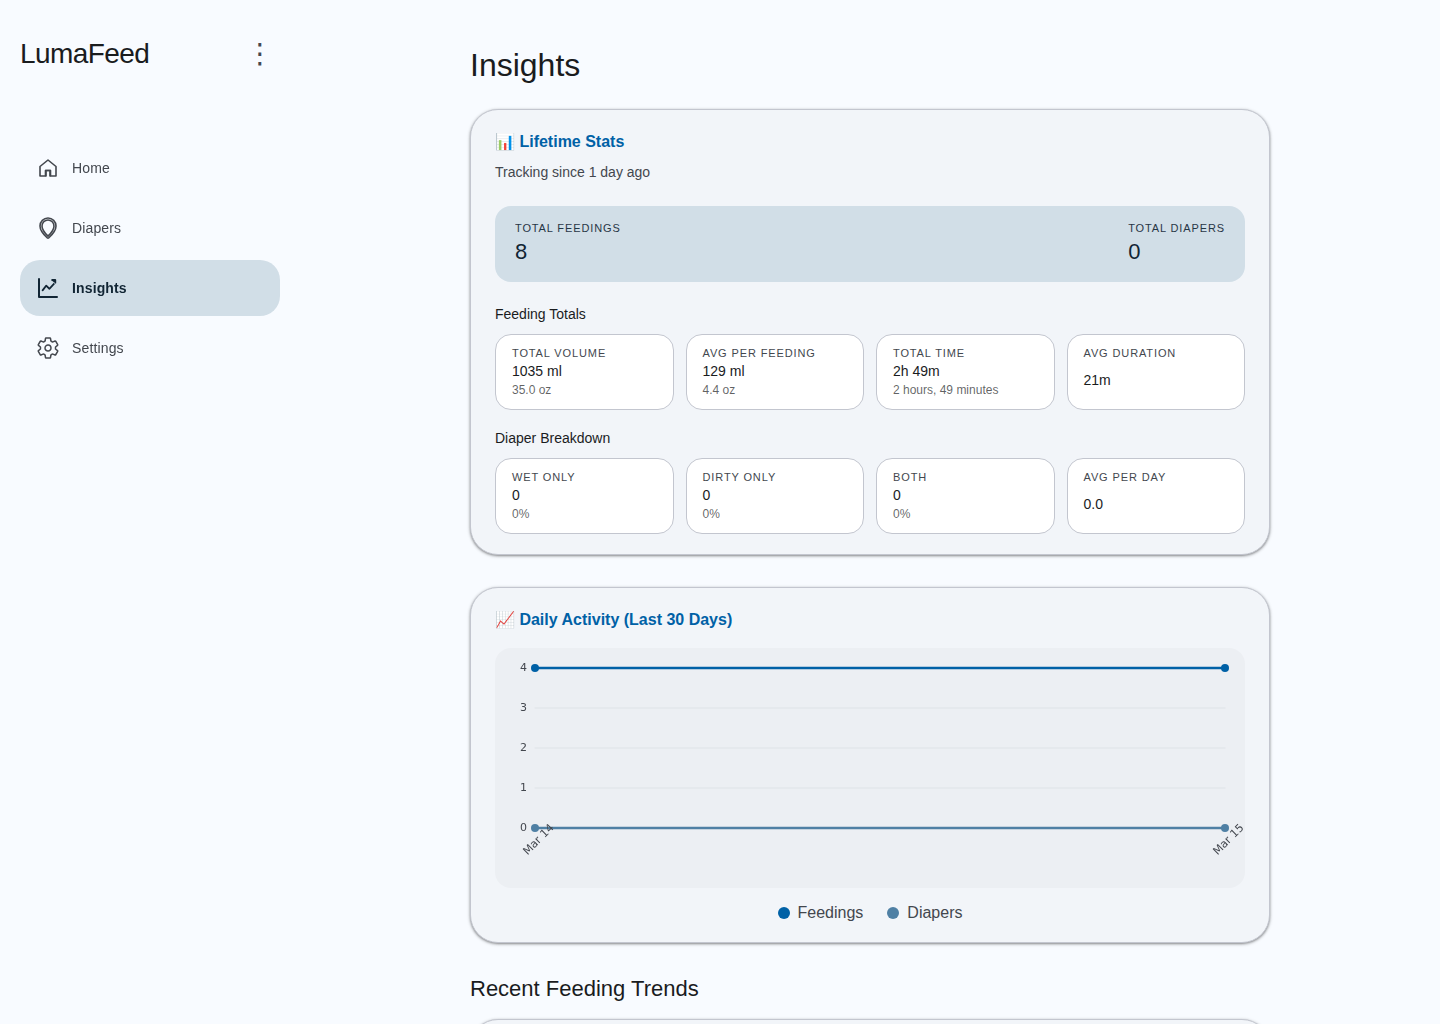 LumaFeed
Home
Diapers
Insights
Settings
Insights
Lifetime Stats
Tracking since 1 day ago
TOTAL FEEDINGS
8
TOTAL DIAPERS
0
Feeding Totals
TOTAL VOLUME
1035 ml
35.0 oz
AVG PER FEEDING
129 ml
4.4 oz
TOTAL TIME
2h 49m
2 hours, 49 minutes
AVG DURATION
21m
Diaper Breakdown
WET ONLY
0
0%
DIRTY ONLY
0
0%
BOTH
0
0%
AVG PER DAY
0.0
Daily Activity (Last 30 Days)
4
3
2
1
0
Mar 14
Mar 15
Feedings
Diapers
Recent Feeding Trends